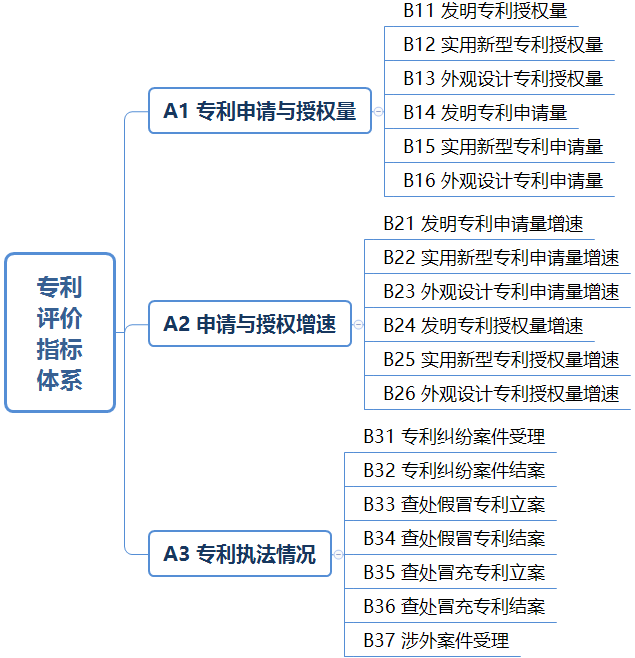 专利
评价
指标
体系
A1 专利申请与授权量
B11 发明专利授权量
B12 实用新型专利授权量
B13 外观设计专利授权量
B14 发明专利申请量
B15 实用新型专利申请量
B16 外观设计专利申请量
A2 申请与授权增速
B21 发明专利申请量增速
B22 实用新型专利申请量增速
B23 外观设计专利申请量增速
B24 发明专利授权量增速
B25 实用新型专利授权量增速
B26 外观设计专利授权量增速
A3 专利执法情况
B31 专利纠纷案件受理
B32 专利纠纷案件结案
B33 查处假冒专利立案
B34 查处假冒专利结案
B35 查处冒充专利立案
B36 查处冒充专利结案
B37 涉外案件受理